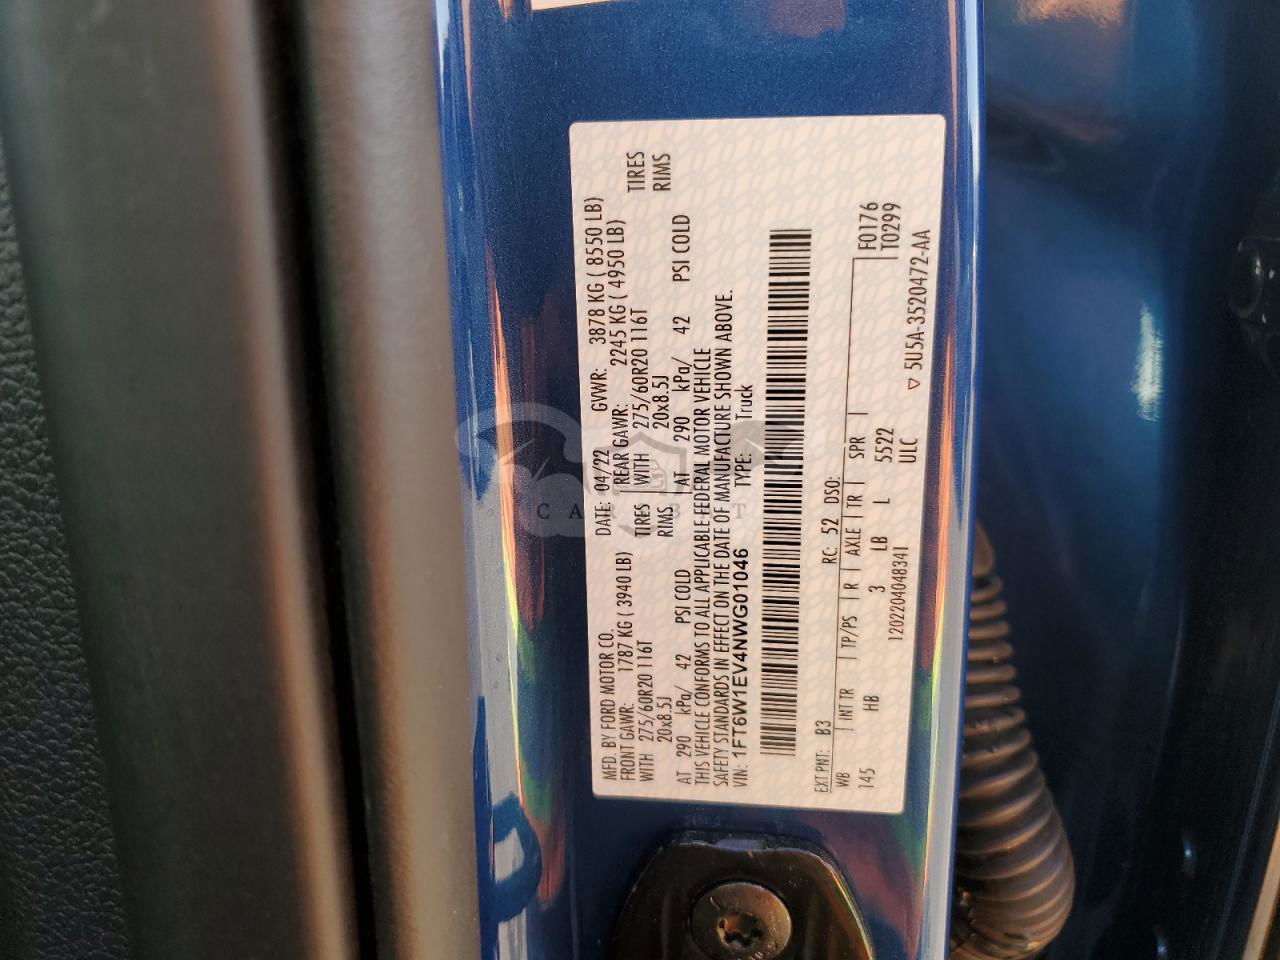 MFD. BY FORD MOTOR CO.
DATE: 04/22 GVWR: 3878 KG ( 8550 LB)
FRONT GAWR: 1787 KG ( 3940 LB)
REAR GAWR: 2245 KG ( 4950 LB)
WITH 275/60R20 116T TIRES
WITH 275/60R20 116T TIRES
20x8.5J RIMS
20x8.5J RIMS
AT 290 kPa/ 42 PSI COLD
AT 290 kPa/ 42 PSI COLD
THIS VEHICLE CONFORMS TO ALL APPLICABLE FEDERAL MOTOR VEHICLE
SAFETY STANDARDS IN EFFECT ON THE DATE OF MANUFACTURE SHOWN ABOVE.
VIN: 1FT6W1EV4NWG01046 TYPE: Truck
EXT PNT: B3 RC: 52 DSO:
WB INT TR TP/PS R AXLE TR SPR F0176
145 HB 3 LB L 5522 T0299
120220404834​1 ULC
▽ 5U5A-3520472-AA